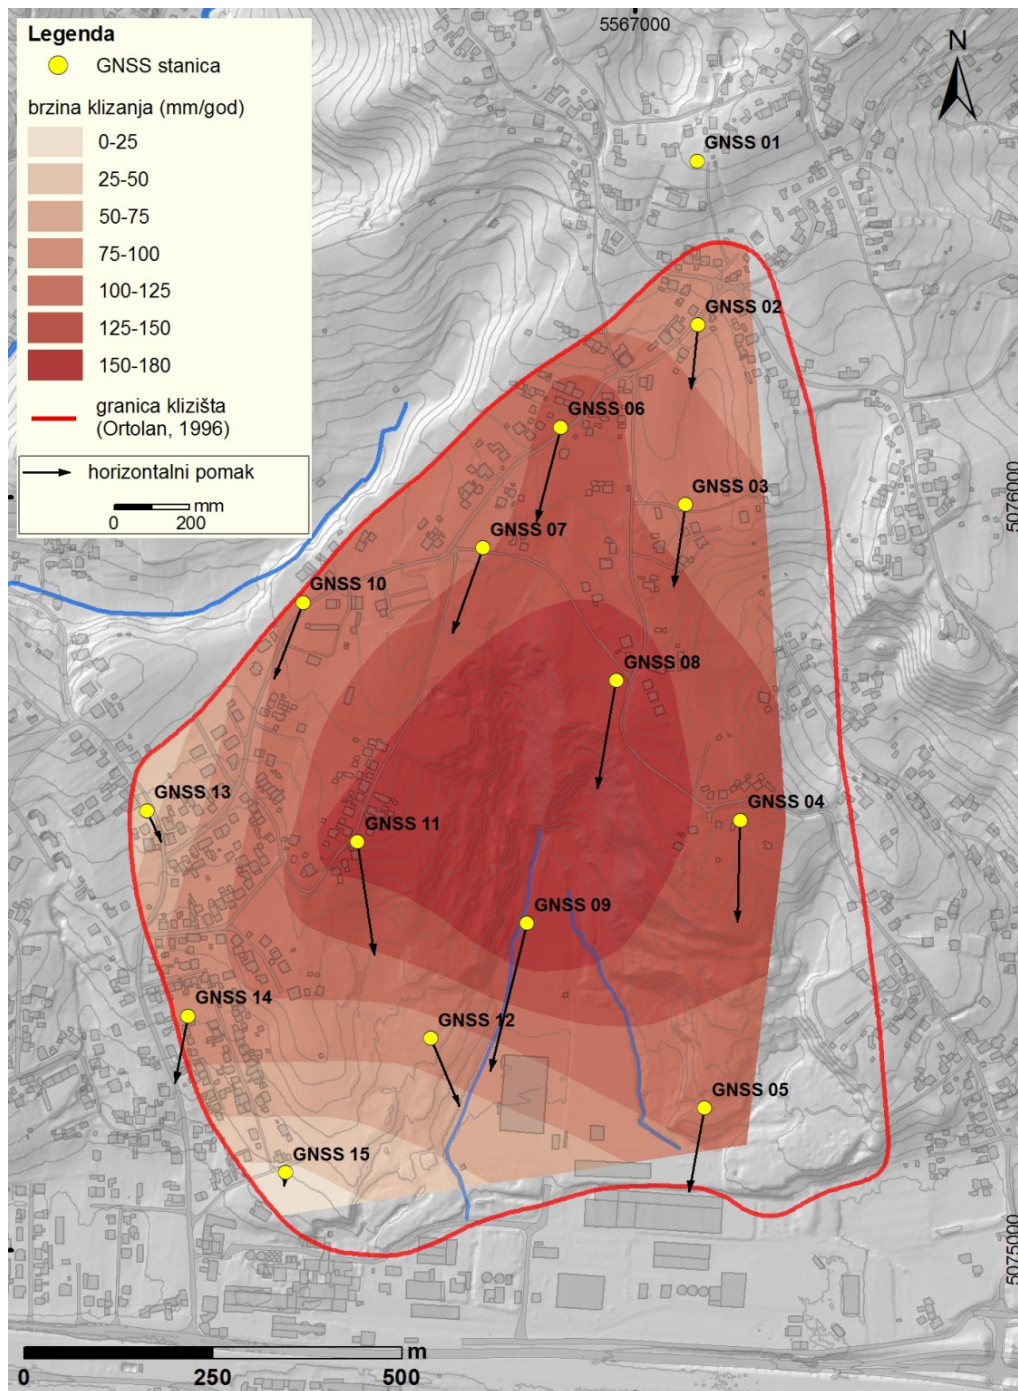 Legenda
GNSS stanica
brzina klizanja (mm/god)
0-25
25-50
50-75
75-100
100-125
125-150
150-180
granica klizišta
(Ortolan, 1996)
horizontalni pomak
mm
0 200
5567000
N
GNSS 01
GNSS 02
GNSS 06
GNSS 03
5076000
GNSS 07
GNSS 10
GNSS 08
GNSS 13
GNSS 04
GNSS 11
GNSS 09
GNSS 14
GNSS 12
GNSS 05
GNSS 15
5075000
m
0 250 500